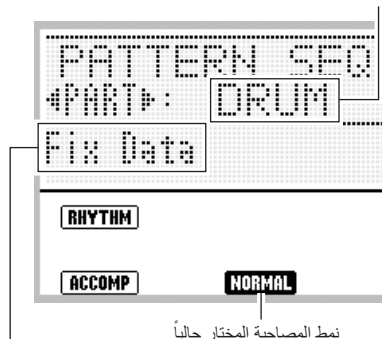 PATTERN SEQ
◄PART►: DRUM
Fix Data
RHYTHM
ACCOMP NORMAL
نمط المصاحبة المختار حالياً